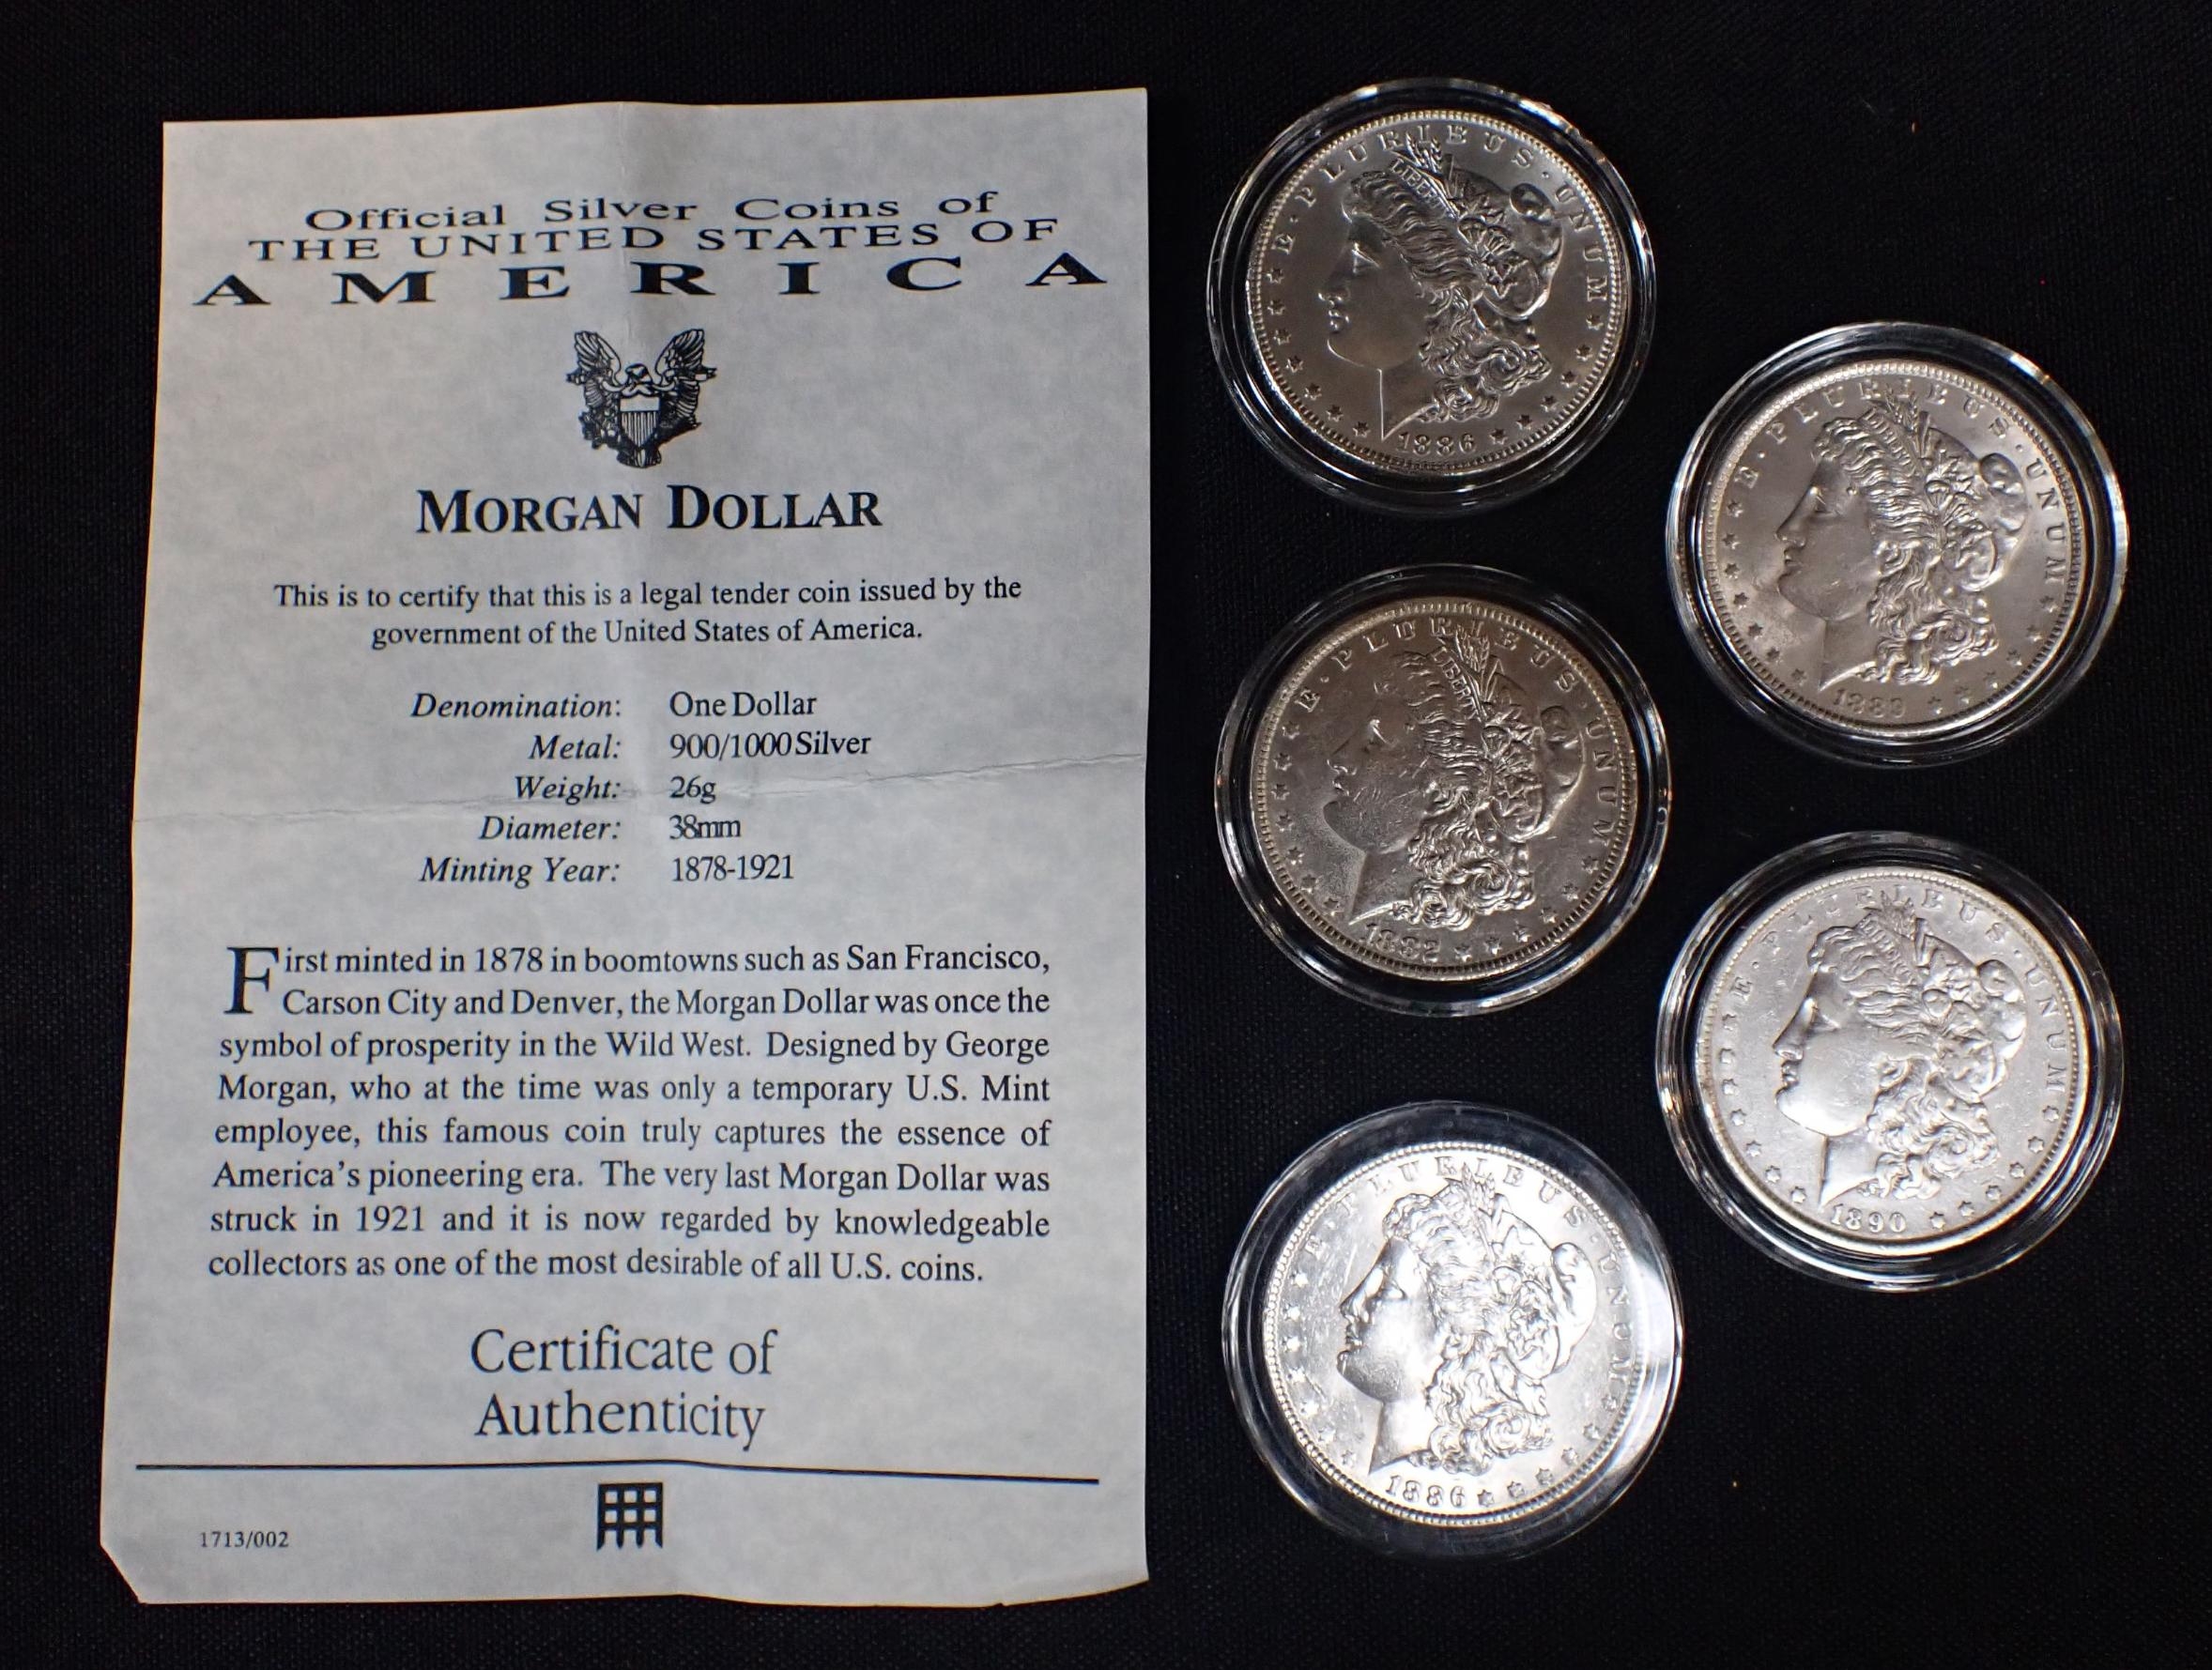 Official Silver Coins of
THE UNITED STATES OF
AMERICA
MORGAN DOLLAR
This is to certify that this is a legal tender coin issued by the
government of the United States of America.
Denomination: One Dollar
Metal: 900/1000 Silver
Weight: 26g
Diameter: 38mm
Minting Year: 1878-1921
First minted in 1878 in boomtowns such as San Francisco,
Carson City and Denver, the Morgan Dollar was once the
symbol of prosperity in the Wild West. Designed by George
Morgan, who at the time was only a temporary U.S. Mint
employee, this famous coin truly captures the essence of
America's pioneering era. The very last Morgan Dollar was
struck in 1921 and it is now regarded by knowledgeable
collectors as one of the most desirable of all U.S. coins.
Certificate of
Authenticity
1713/002
E·PLURIBUS·UNUM
LIBERTY
1886
E·PLURIBUS·UNUM
LIBERTY
1889
E·PLURIBUS·UNUM
LIBERTY
1882
E·PLURIBUS·UNUM
LIBERTY
1890
E·PLURIBUS·UNUM
1886